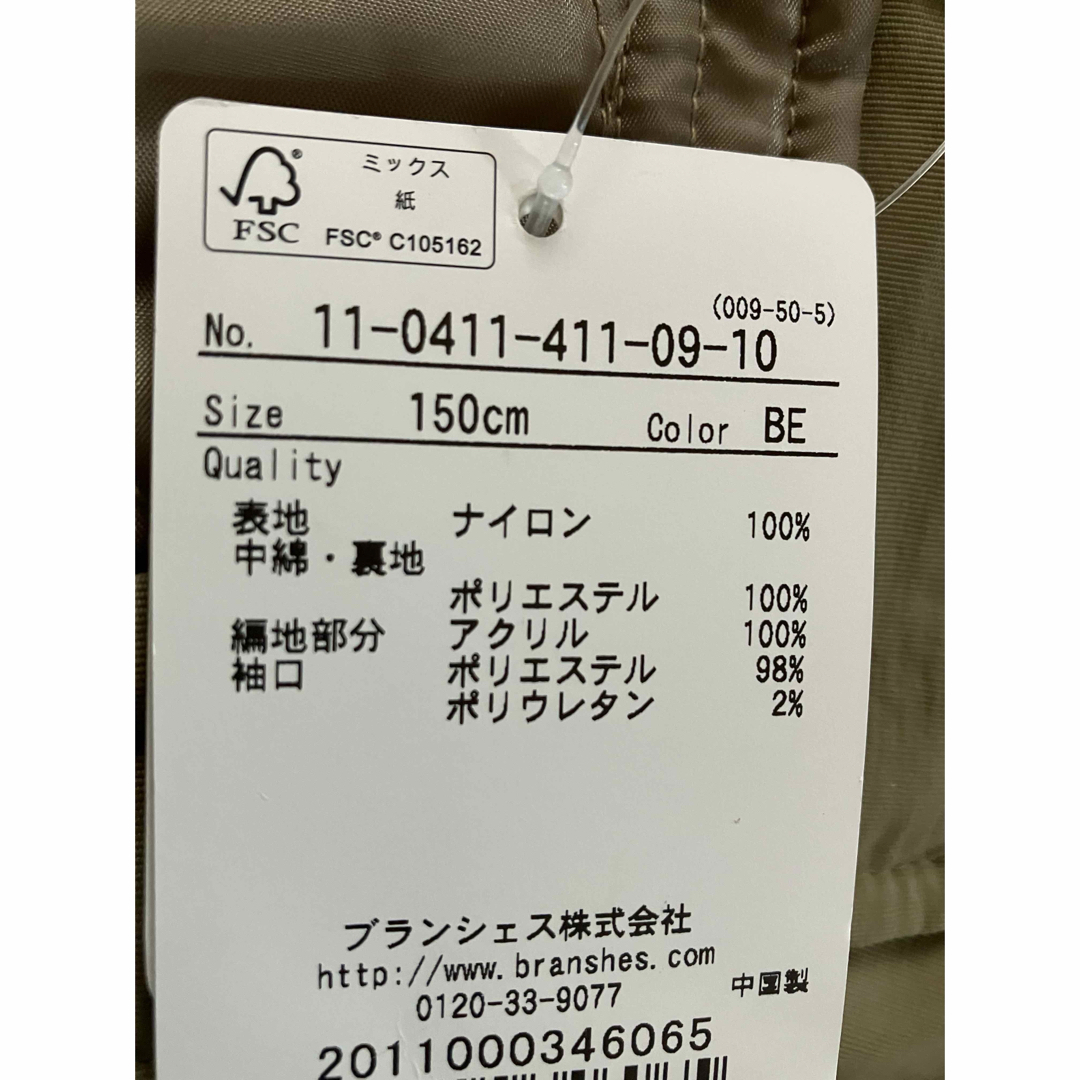 FSC®
ミックス
紙
FSC® C105162
(009-50-5)
No. 11-0411-411-09-10
Size 150cm Color BE
Quality
表地 ナイロン 100%
中綿・裏地
ポリエステル 100%
編地部分 アクリル 100%
袖口 ポリエステル 98%
ポリウレタン 2%
ブランシェス株式会社
http://www.branshes.com
0120-33-9077 中国製
2011000346065